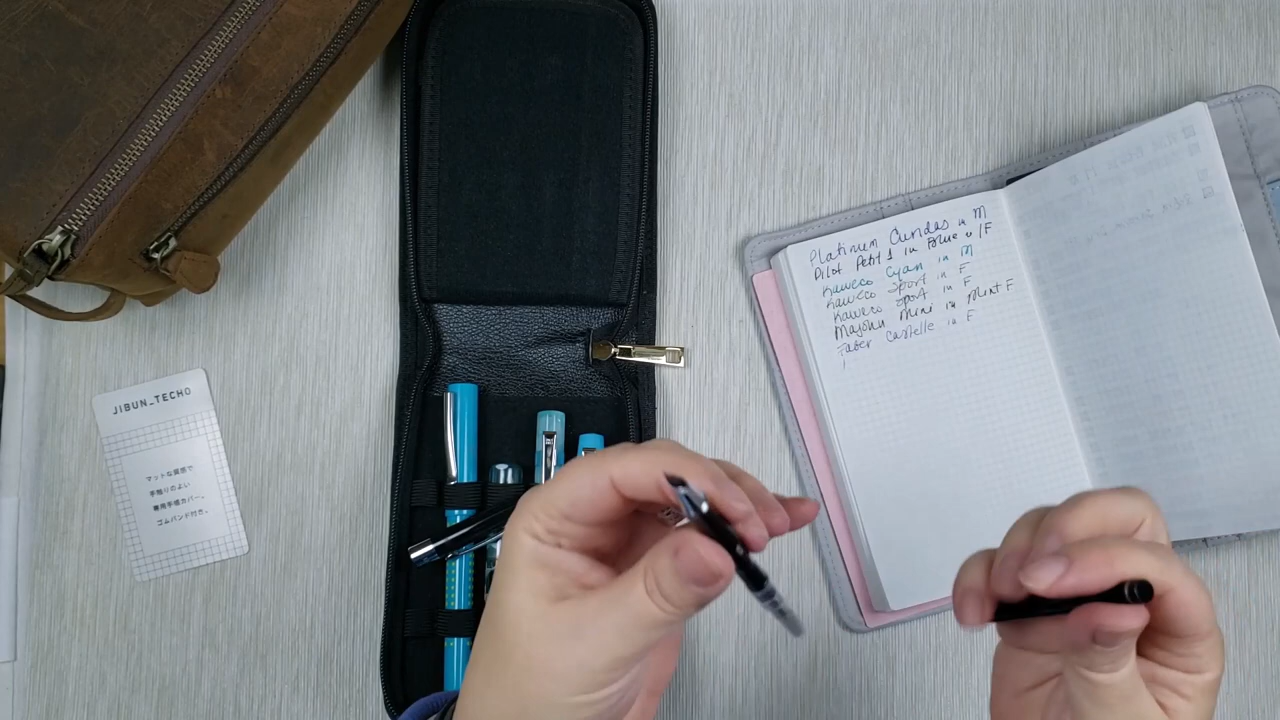 JIBUN_TECHO
マットな質感で
手触りのよい
専用手帳カバー。
ゴムバンド付き。
Platinum Curidas in M
Pilot Petit 1 in Blue w/F
Kaweco Cyan in M
Kaweco Sport in F
Kaweco Sport in F
Majohn Mini in Mint F
Faber Castelle in F